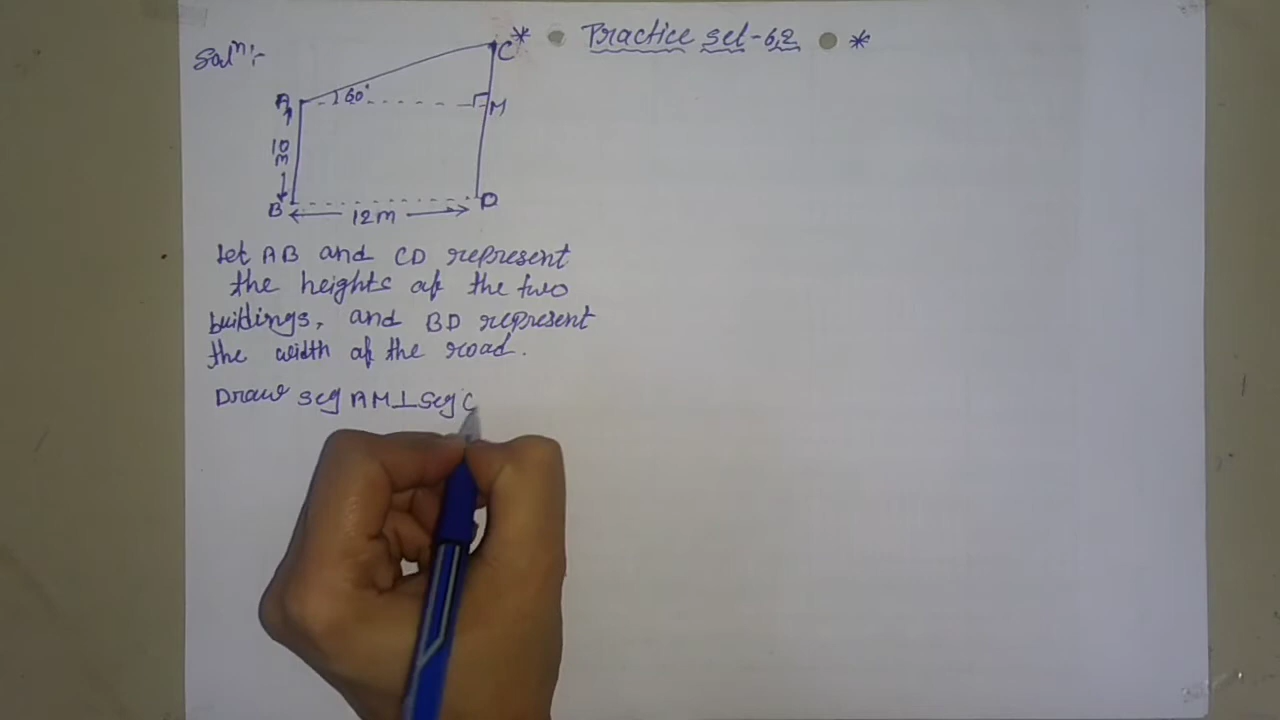 * Practice set-6.2 *
Solⁿ:-
C
A
60°
M
10 m
B
D
12 m
Let AB and CD represent
the heights of the two
buildings, and BD represent
the width of the road.
Draw seg AM⊥seg C